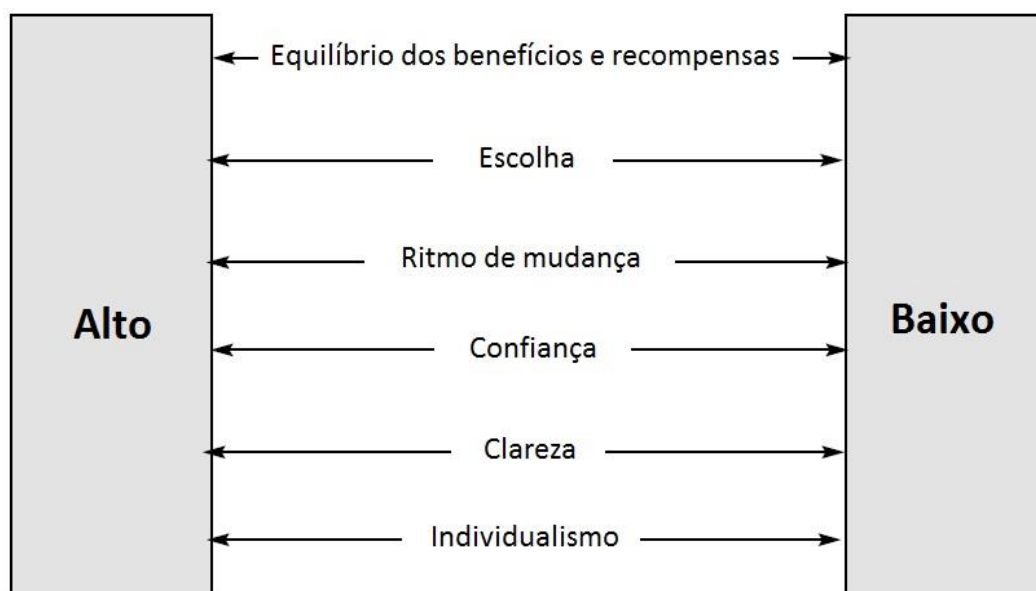 Equilíbrio dos benefícios e recompensas
Escolha
Ritmo de mudança
Alto
Baixo
Confiança
Clareza
Individualismo